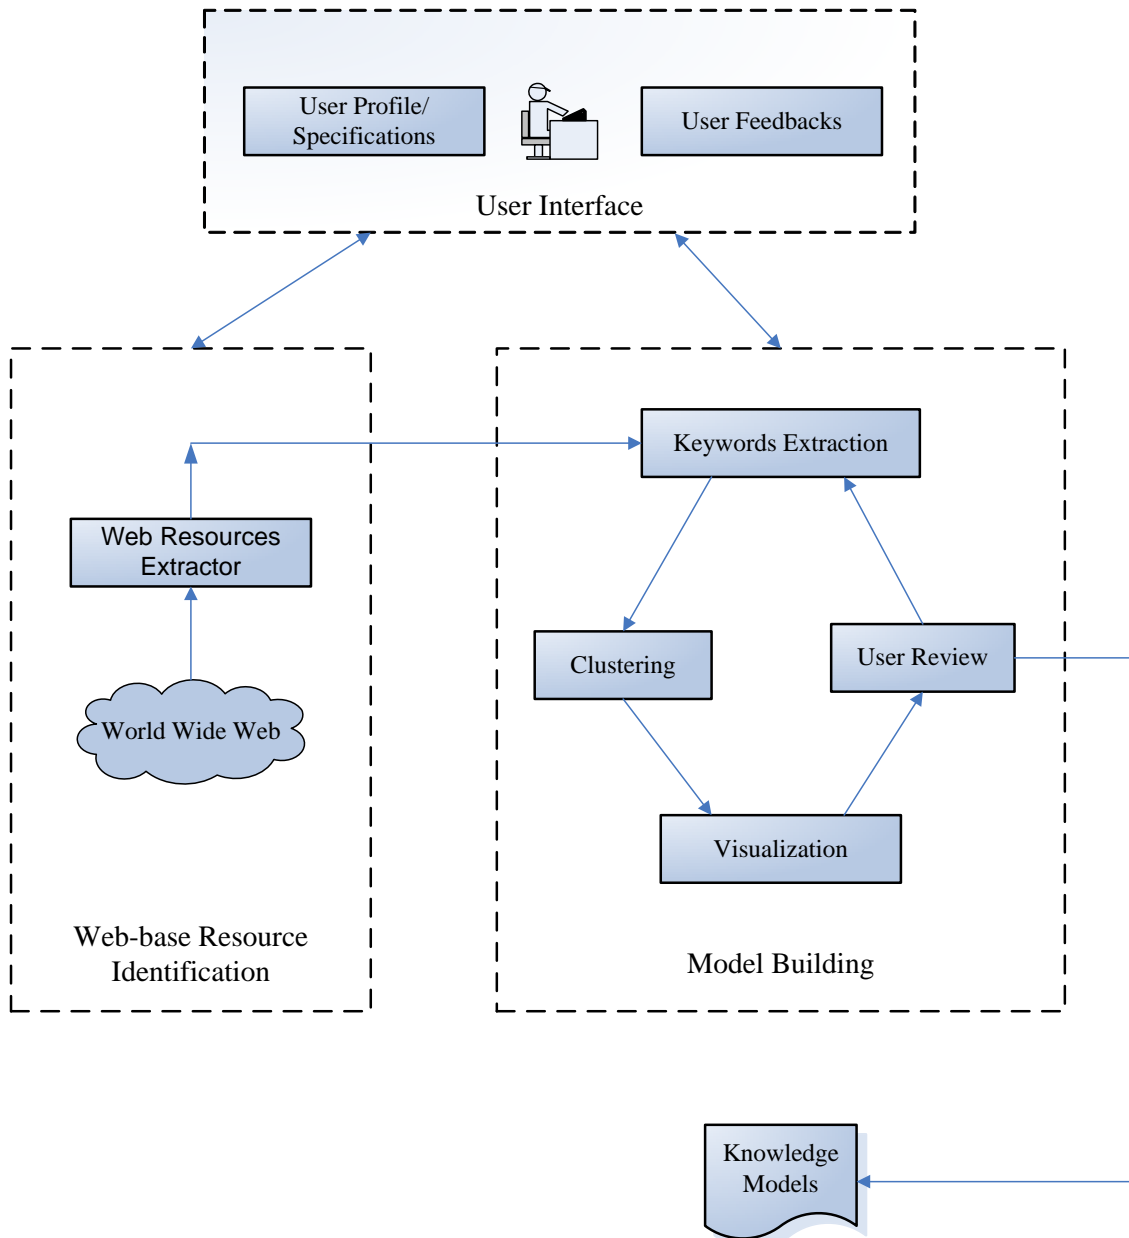 User Profile/
Specifications
User Feedbacks
User Interface
Keywords Extraction
Web Resources
Extractor
Clustering
User Review
World Wide Web
Visualization
Web-base Resource
Identification
Model Building
Knowledge
Models